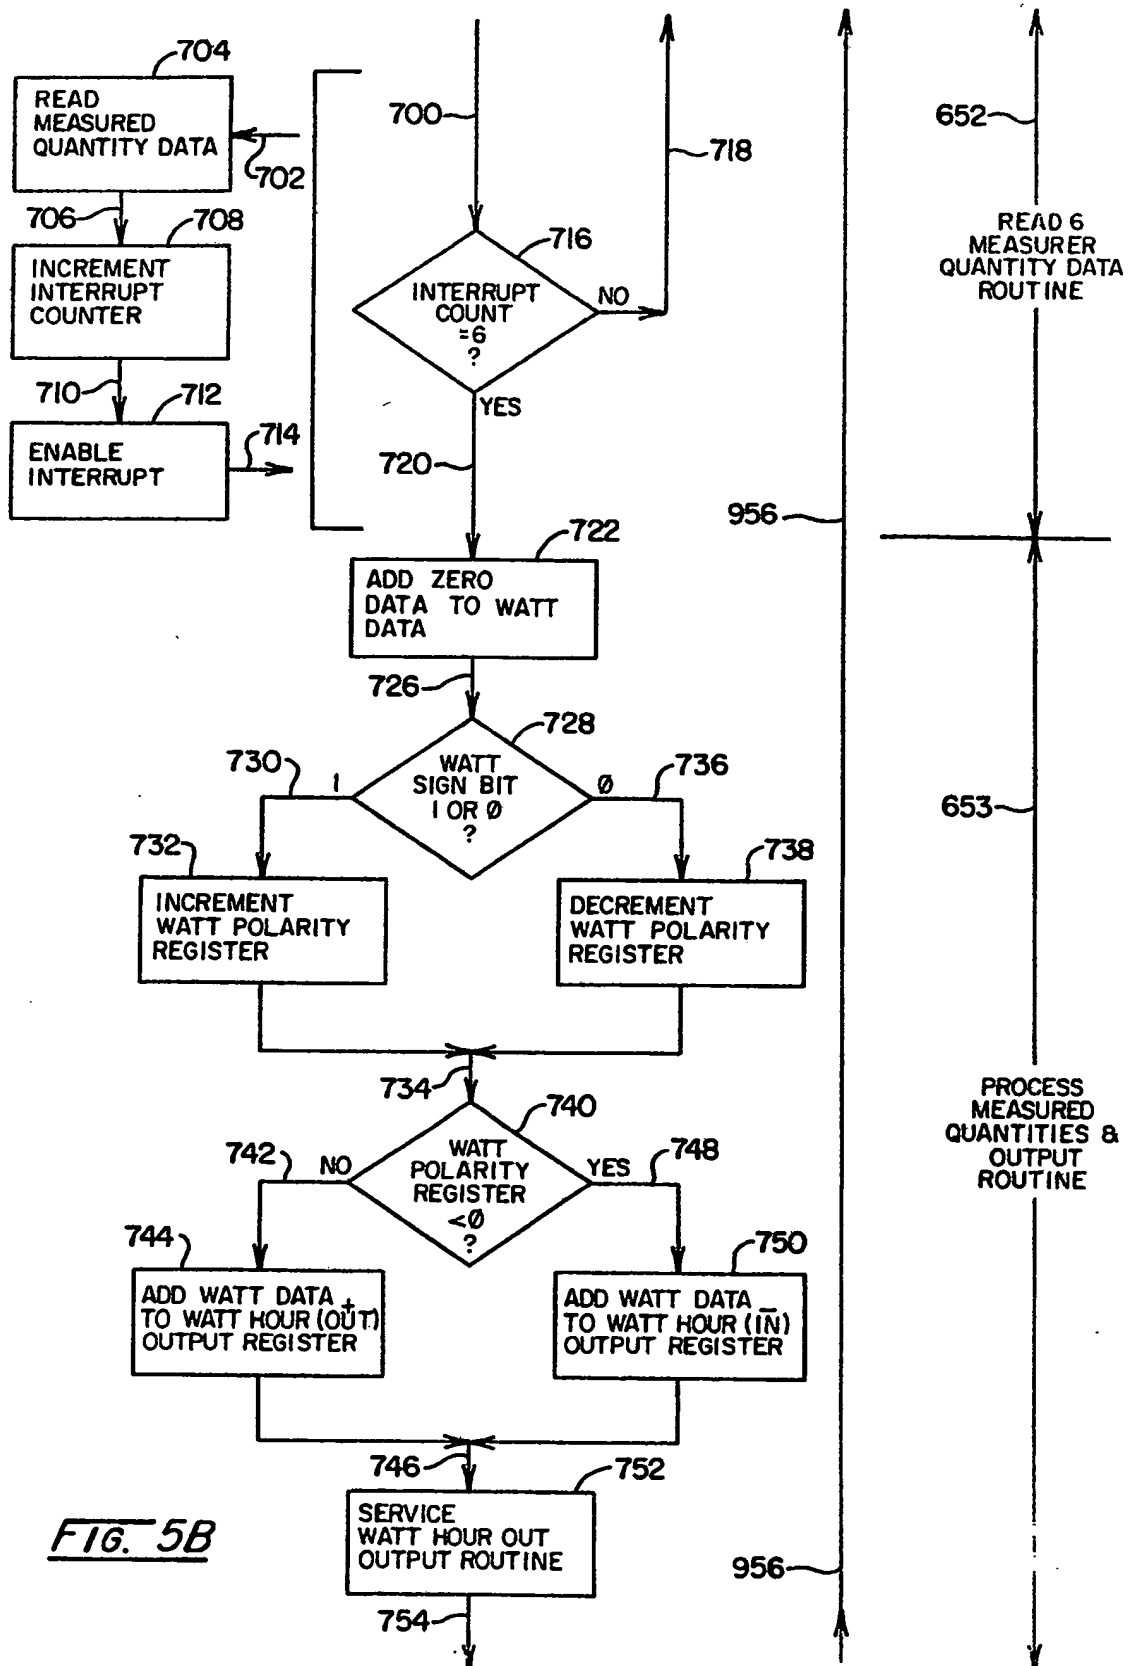 704
READ
MEASURED
QUANTITY DATA
702
706
708
INCREMENT
INTERRUPT
COUNTER
710
712
ENABLE
INTERRUPT
714
700
718
716
INTERRUPT
COUNT
=6
?
NO
YES
720
722
ADD ZERO
DATA TO WATT
DATA
726
728
WATT
SIGN BIT
1 OR Ø
?
730
1
Ø
736
732
INCREMENT
WATT POLARITY
REGISTER
738
DECREMENT
WATT POLARITY
REGISTER
734
740
WATT
POLARITY
REGISTER
<Ø
?
742
NO
YES
748
744
ADD WATT DATA
+
TO WATT HOUR (OUT)
OUTPUT REGISTER
750
ADD WATT DATA
−
TO WATT HOUR (IN)
OUTPUT REGISTER
746
752
SERVICE
WATT HOUR OUT
OUTPUT ROUTINE
754
956
956
652
READ 6
MEASURER
QUANTITY DATA
ROUTINE
653
PROCESS
MEASURED
QUANTITIES &
OUTPUT
ROUTINE
FIG. 5B